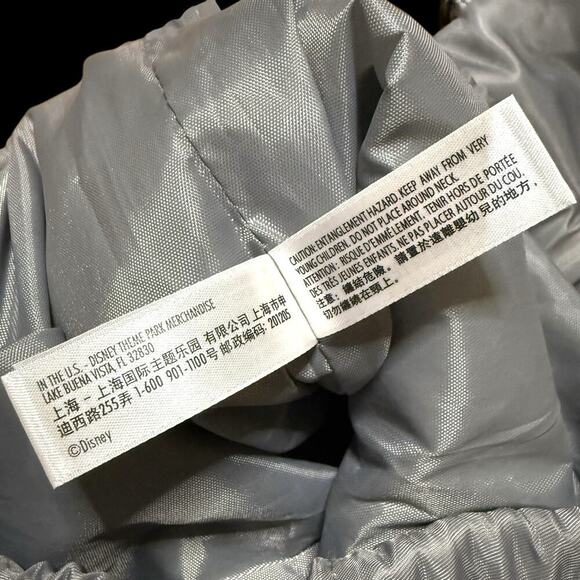 IN THE U.S. - DISNEY THEME PARK MERCHANDISE
LAKE BUENA VISTA, FL 32830
上海 - 上海国际主题乐园 有限公司上海市申
迪西路255弄 1-600 901-1100号 邮政编码: 201205
©Disney
CAUTION: ENTANGLEMENT HAZARD. KEEP AWAY FROM VERY
YOUNG CHILDREN. DO NOT PLACE AROUND NECK.
ATTENTION - RISQUE D'EMMÊLEMENT. TENIR HORS DE PORTÉE
DES TRÈS JEUNES ENFANTS. NE PAS PLACER AUTOUR DU COU.
注意: 纏結危險。請置於遠離嬰幼兒的地方,
切勿纏繞在頸上。